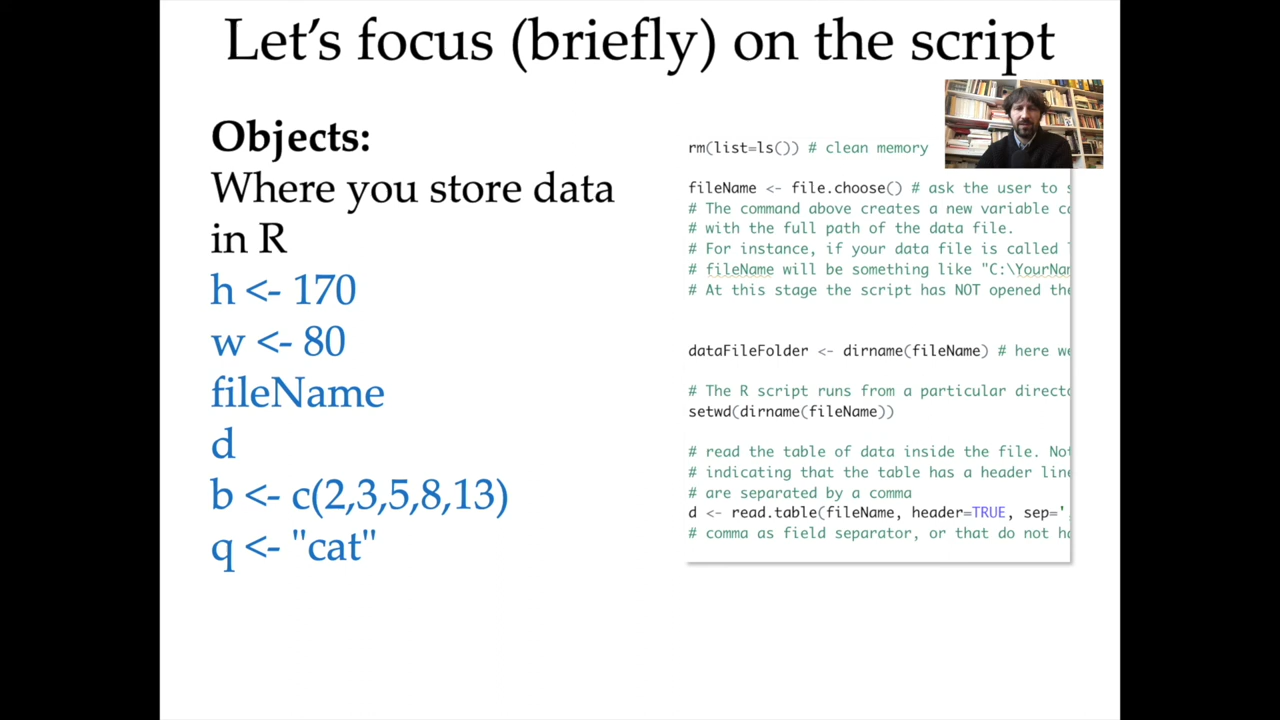 Let's focus (briefly) on the script
Objects:
Where you store data
in R
h <- 170
w <- 80
fileName
d
b <- c(2,3,5,8,13)
q <- "cat"
rm(list=ls()) # clean memory
fileName <- file.choose() # ask the user to
# The command above creates a new variable
# with the full path of the data file.
# For instance, if your data file is called
# fileName will be something like "C:\YourNam
# At this stage the script has NOT opened the
dataFileFolder <- dirname(fileName) # here
# The R script runs from a particular
setwd(dirname(fileName))
# read the table of data inside the file.
# indicating that the table has a header line
# are separated by a comma
d <- read.table(fileName, header=TRUE, sep='
# comma as field separator, or that do not